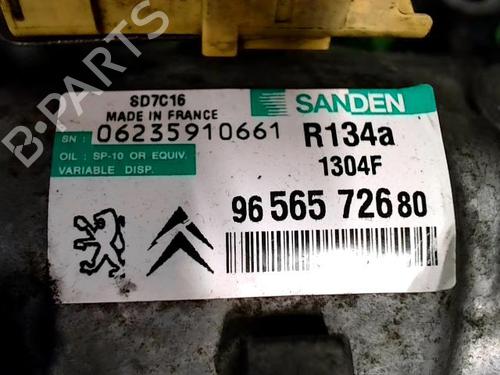 B-PARTS
SD7C16
MADE IN FRANCE
SANDEN
SN : 06235910661
R134a
OIL : SP-10 OR EQUIV.
VARIABLE DISP.
1304F
96 565 726 80